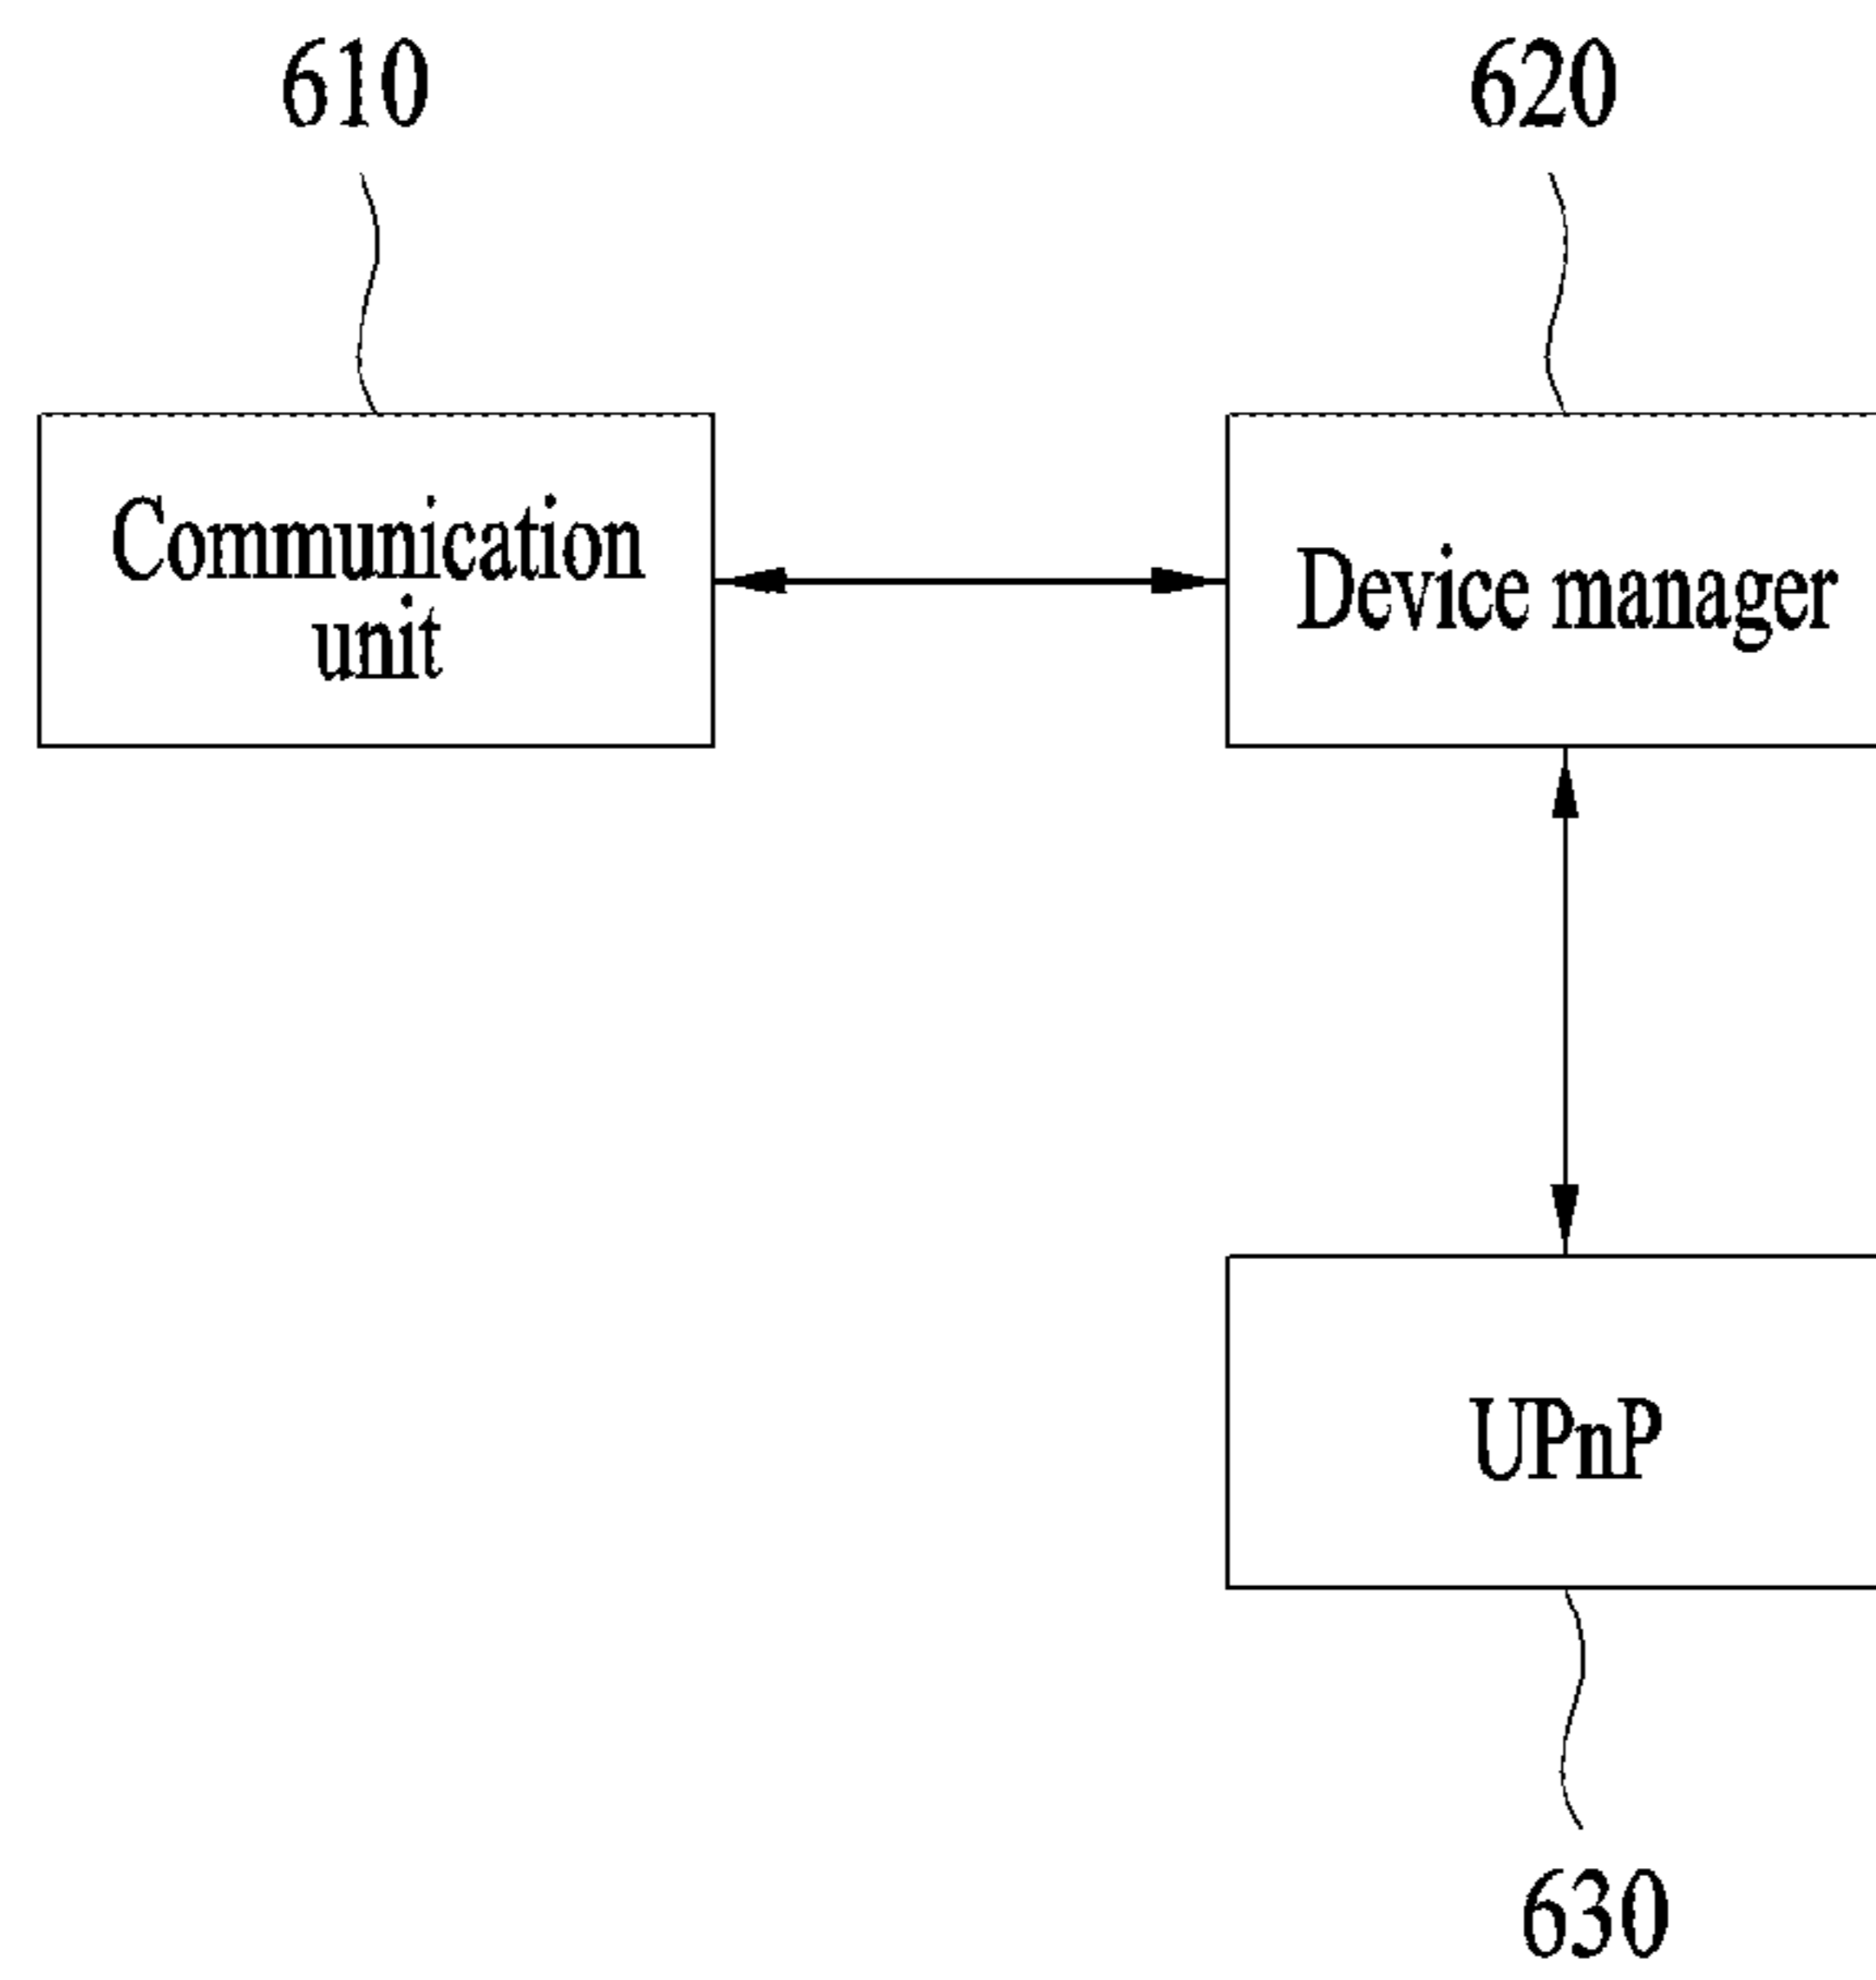 610
620
Communication
unit
Device manager
UPnP
630